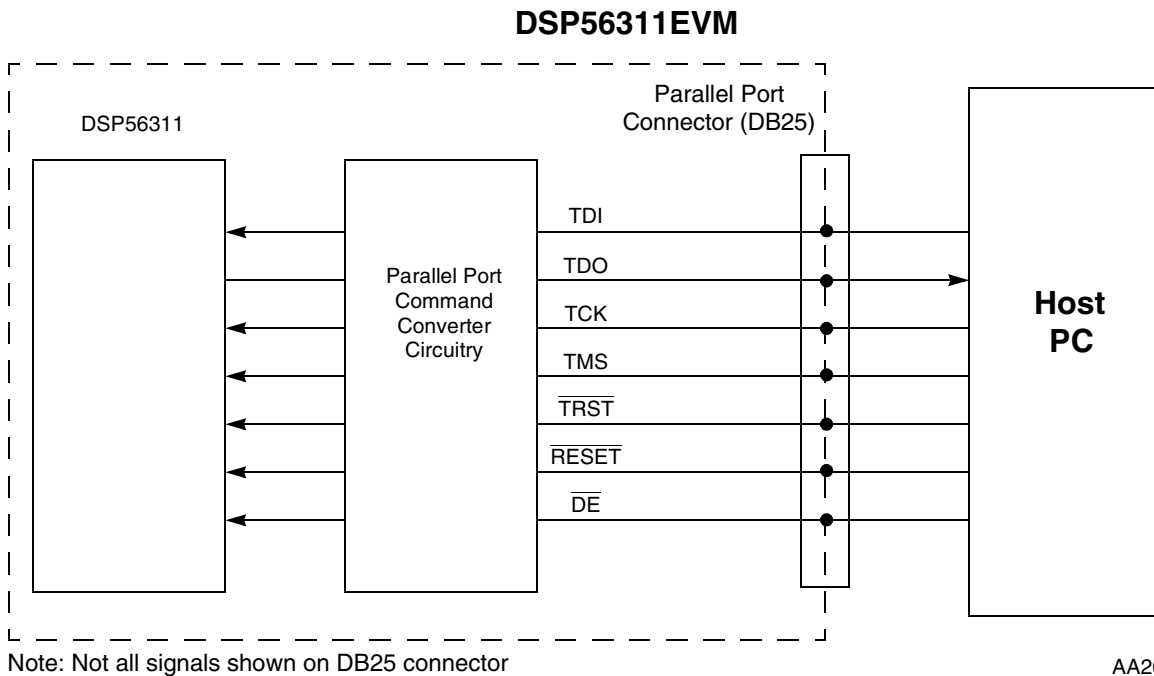 DSP56311EVM
DSP56311
Parallel Port
Connector (DB25)
TDI
TDO
TCK
TMS
TRST
RESET
DE
Parallel Port
Command
Converter
Circuitry
Host
PC
Note: Not all signals shown on DB25 connector
AA20